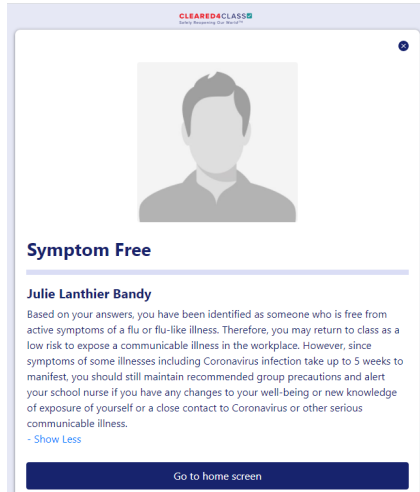 CLEARED4CLASS
Safely Reopening Our World™
Symptom Free
Julie Lanthier Bandy
Based on your answers, you have been identified as someone who is free from
active symptoms of a flu or flu-like illness. Therefore, you may return to class as a
low risk to expose a communicable illness in the workplace. However, since
symptoms of some illnesses including Coronavirus infection take up to 5 weeks to
manifest, you should still maintain recommended group precautions and alert
your school nurse if you have any changes to your well-being or new knowledge
of exposure of yourself or a close contact to Coronavirus or other serious
communicable illness.
- Show Less
Go to home screen